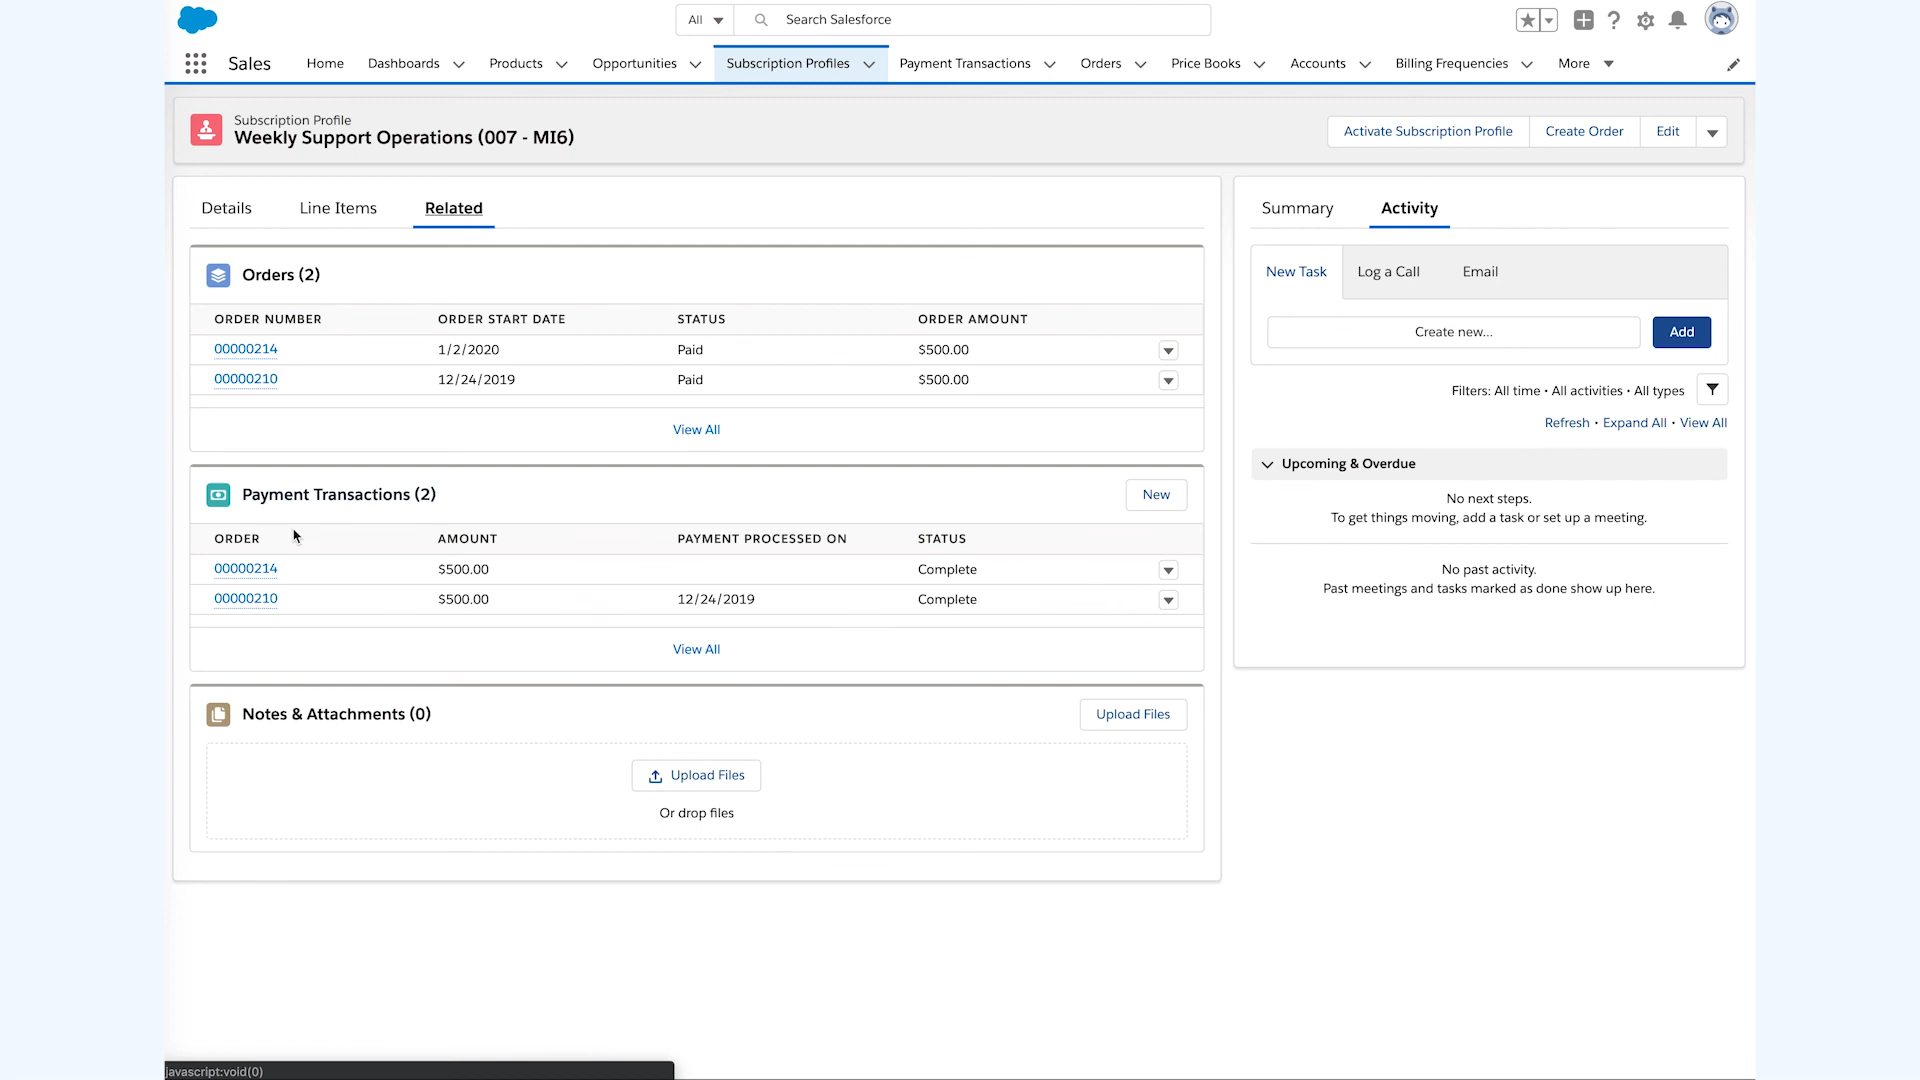 All
Search Salesforce
Sales
Home
Dashboards
Products
Opportunities
Subscription Profiles
Payment Transactions
Orders
Price Books
Accounts
Billing Frequencies
More
Subscription Profile
Weekly Support Operations (007 - MI6)
Activate Subscription Profile
Create Order
Edit
Details
Line Items
Related
Orders (2)
ORDER NUMBER
ORDER START DATE
STATUS
ORDER AMOUNT
00000214
1/2/2020
Paid
$500.00
00000210
12/24/2019
Paid
$500.00
View All
Payment Transactions (2)
New
ORDER
AMOUNT
PAYMENT PROCESSED ON
STATUS
00000214
$500.00
Complete
00000210
$500.00
12/24/2019
Complete
View All
Notes & Attachments (0)
Upload Files
Upload Files
Or drop files
Summary
Activity
New Task
Log a Call
Email
Create new...
Add
Filters: All time • All activities • All types
Refresh • Expand All • View All
Upcoming & Overdue
No next steps.
To get things moving, add a task or set up a meeting.
No past activity.
Past meetings and tasks marked as done show up here.
javascript:void(0)